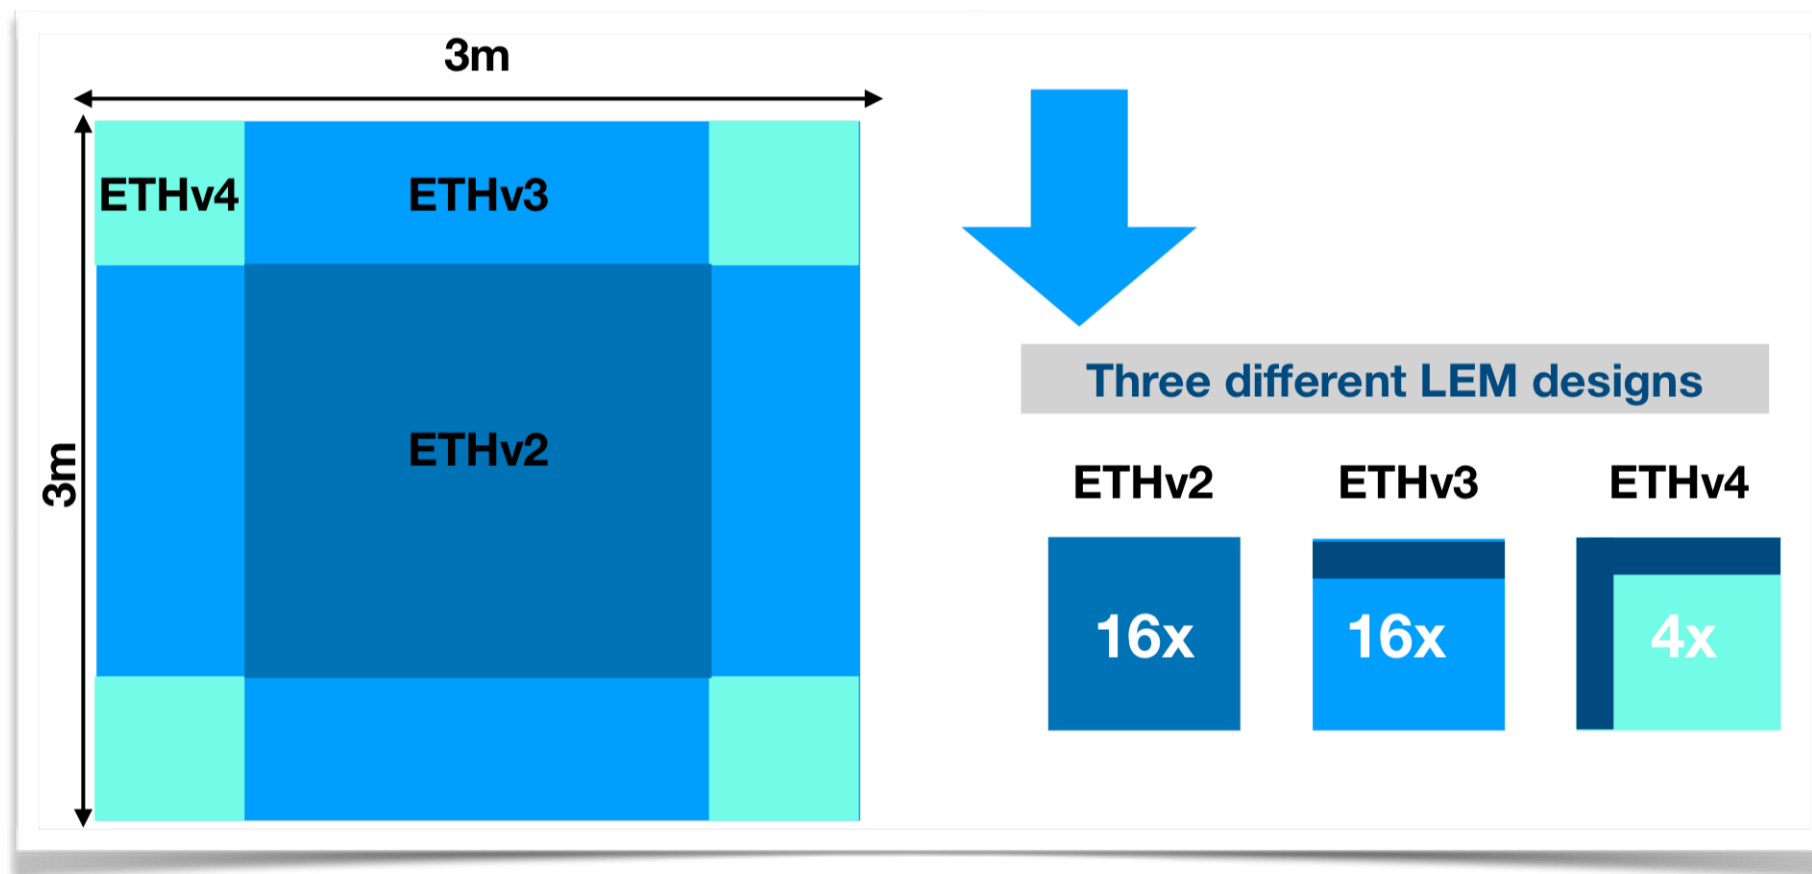 3m
3m
ETHv4
ETHv3
ETHv2
Three different LEM designs
ETHv2
ETHv3
ETHv4
16x
16x
4x